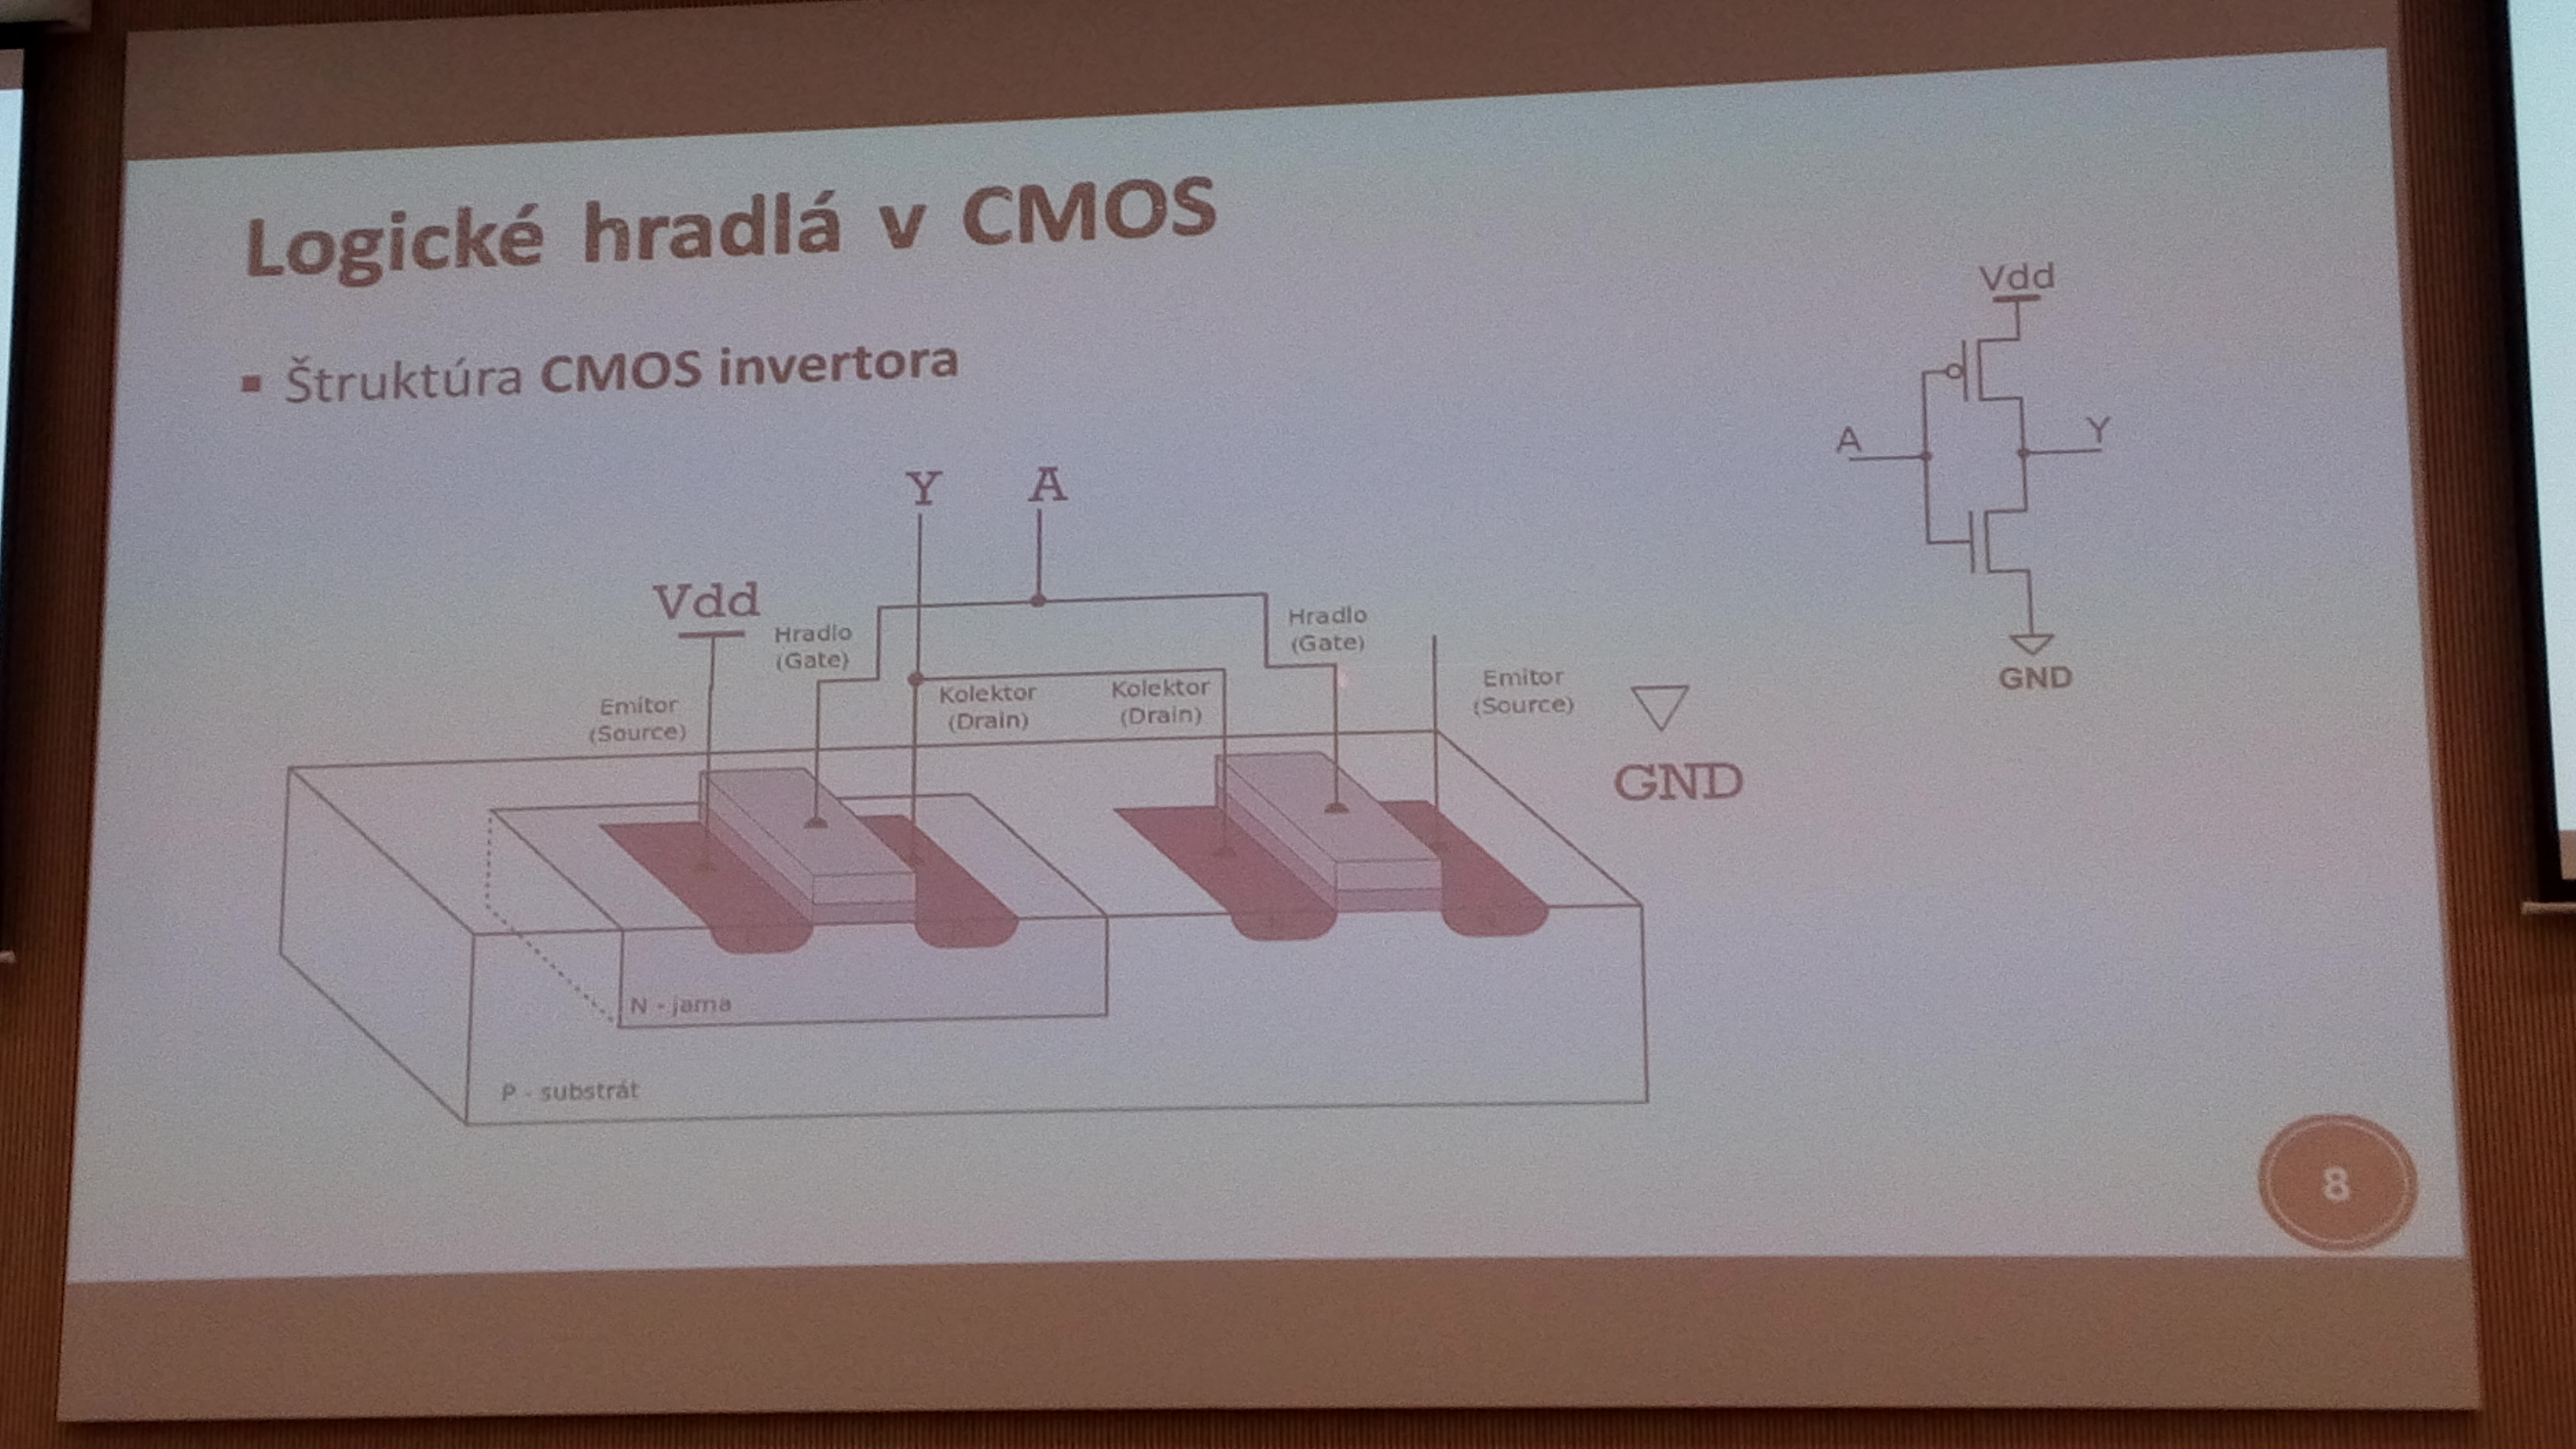 Logické hradlá v CMOS
Štruktúra CMOS invertora
Vdd
A
Y
GND
Y
A
Vdd
Hradlo
(Gate)
Hradlo
(Gate)
Emitor
(Source)
Kolektor
(Drain)
Kolektor
(Drain)
Emitor
(Source)
GND
N - jama
P - substrát
8